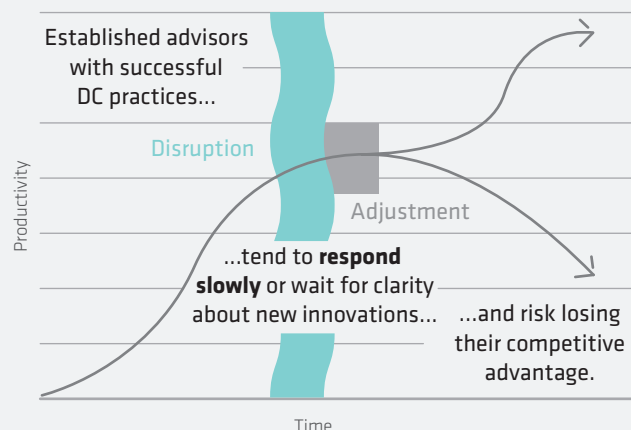 Established advisors
with successful
DC practices...
Disruption
Productivity
Adjustment
...tend to respond
slowly or wait for clarity
about new innovations...
...and risk losing
their competitive
advantage.
Time